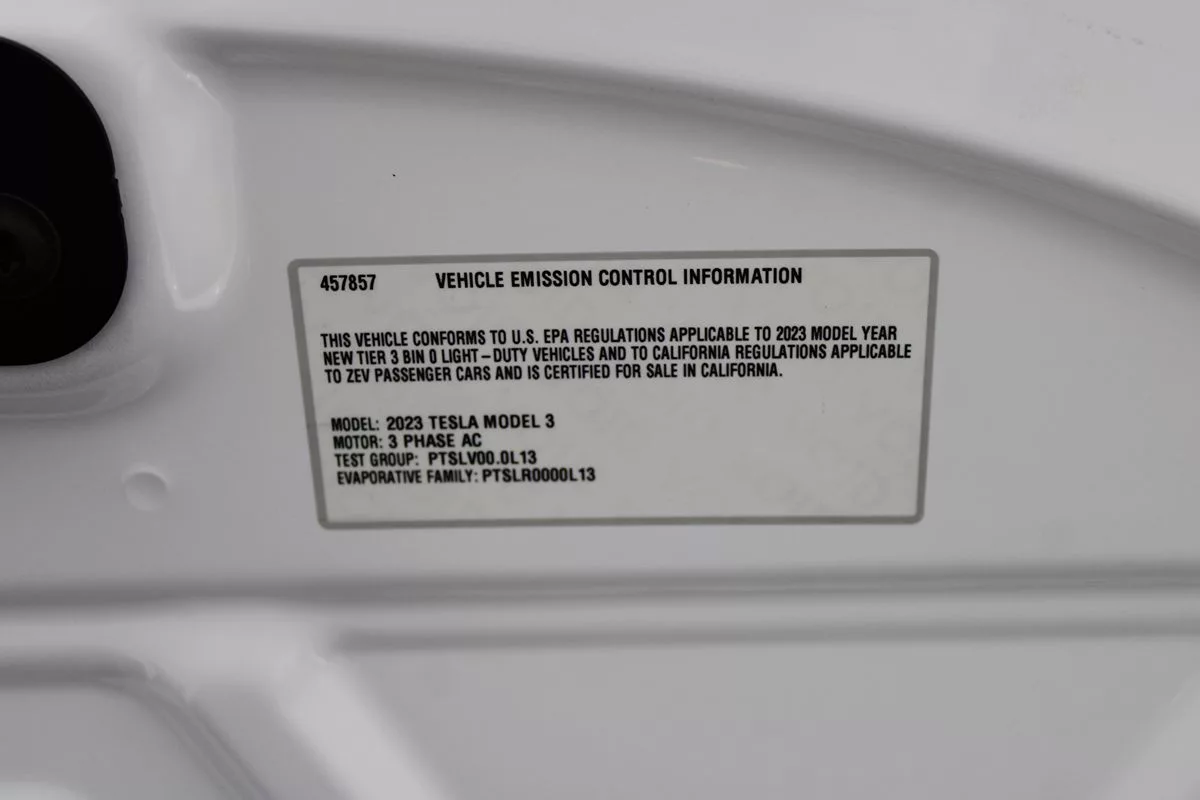 457857 VEHICLE EMISSION CONTROL INFORMATION
THIS VEHICLE CONFORMS TO U.S. EPA REGULATIONS APPLICABLE TO 2023 MODEL YEAR
NEW TIER 3 BIN 0 LIGHT-DUTY VEHICLES AND TO CALIFORNIA REGULATIONS APPLICABLE
TO ZEV PASSENGER CARS AND IS CERTIFIED FOR SALE IN CALIFORNIA.
MODEL: 2023 TESLA MODEL 3
MOTOR: 3 PHASE AC
TEST GROUP: PTSLV00.0L13
EVAPORATIVE FAMILY: PTSLR0000L13